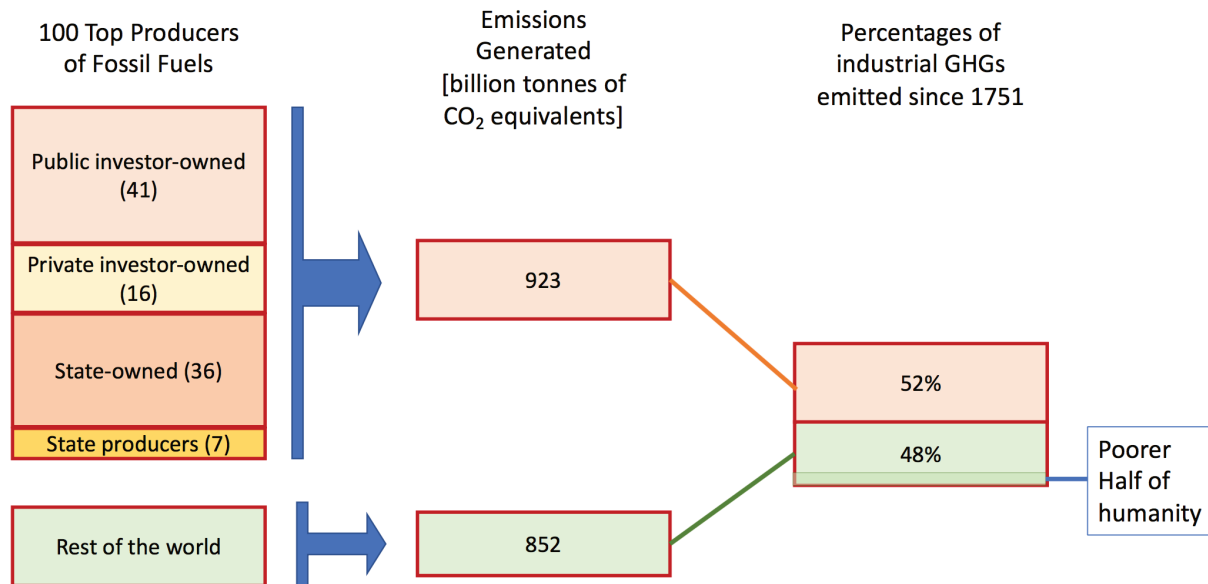 100 Top Producers
of Fossil Fuels
Public investor-owned
(41)
Private investor-owned
(16)
State-owned (36)
State producers (7)
Rest of the world
Emissions
Generated
[billion tonnes of
CO₂ equivalents]
923
852
Percentages of
industrial GHGs
emitted since 1751
52%
48%
Poorer
Half of
humanity